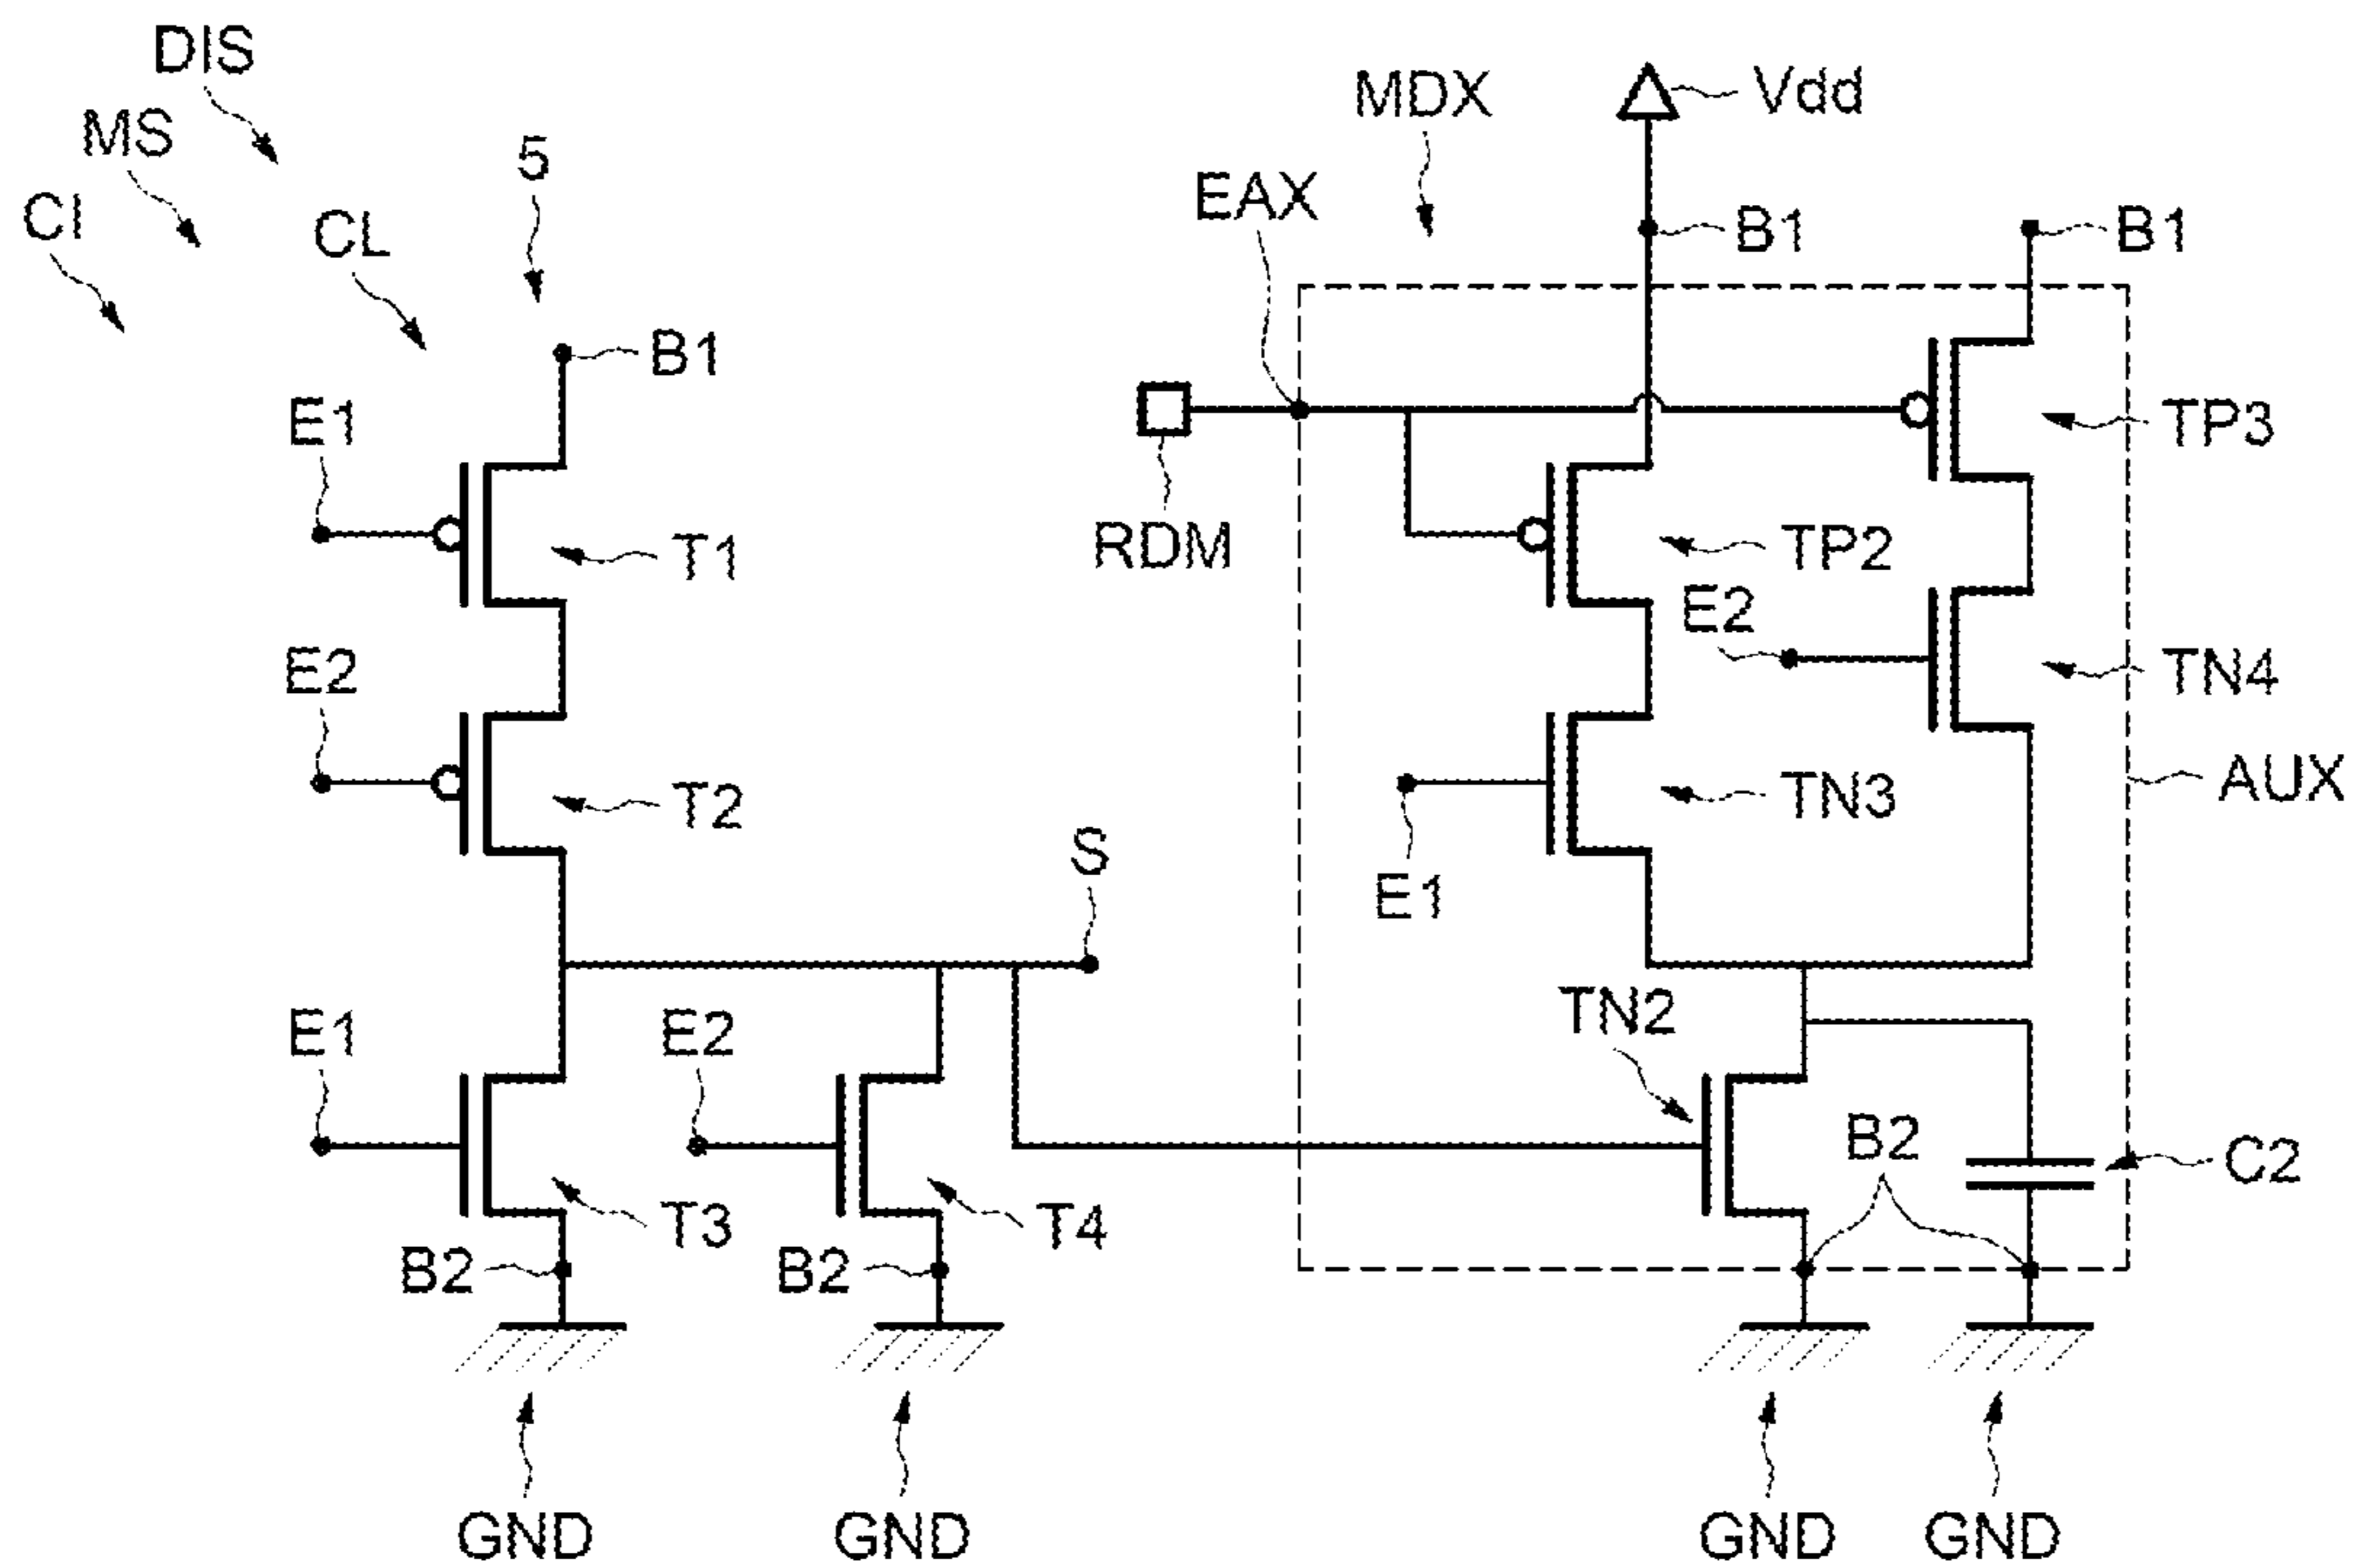 DIS
MS
CI
CL
5
MDX
Vdd
EAX
B1
B1
B1
E1
RDM
TP3
T1
TP2
E2
E2
TN4
T2
TN3
AUX
S
E1
TN2
E1
E2
B2
C2
T3
T4
B2
B2
GND
GND
GND
GND